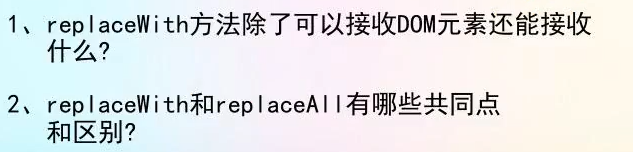 1、replaceWith方法除了可以接收DOM元素还能接收
什么?
2、replaceWith和replaceAll有哪些共同点
和区别?